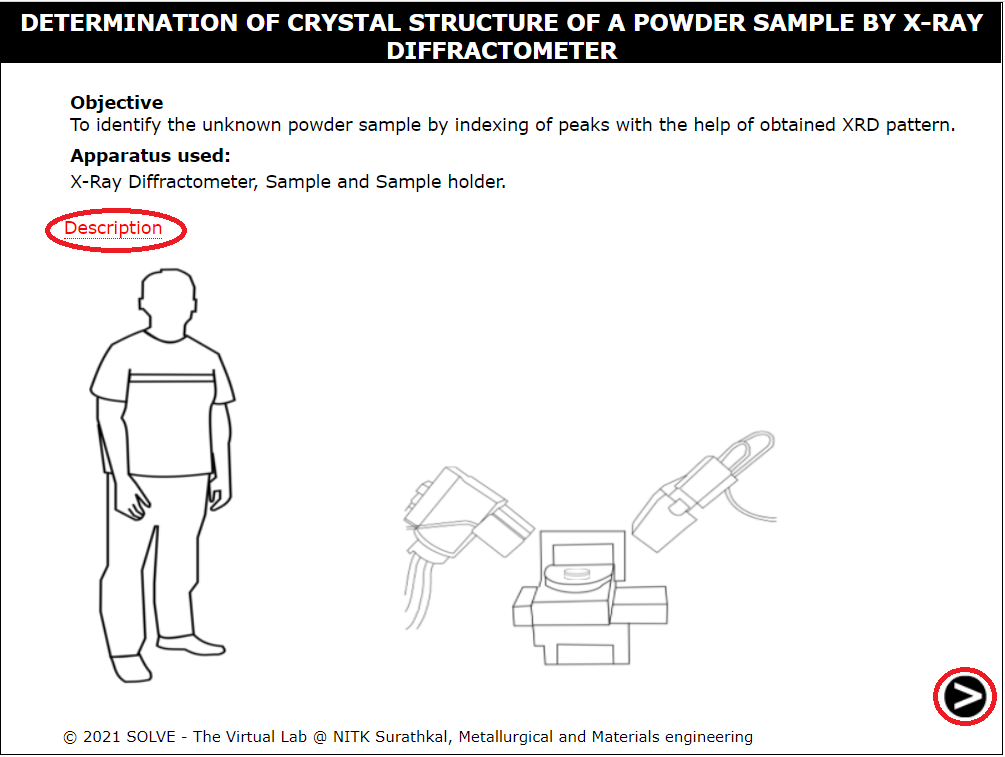 DETERMINATION OF CRYSTAL STRUCTURE OF A POWDER SAMPLE BY X-RAY
DIFFRACTOMETER
Objective
To identify the unknown powder sample by indexing of peaks with the help of obtained XRD pattern.
Apparatus used:
X-Ray Diffractometer, Sample and Sample holder.
Description
>
© 2021 SOLVE - The Virtual Lab @ NITK Surathkal, Metallurgical and Materials engineering